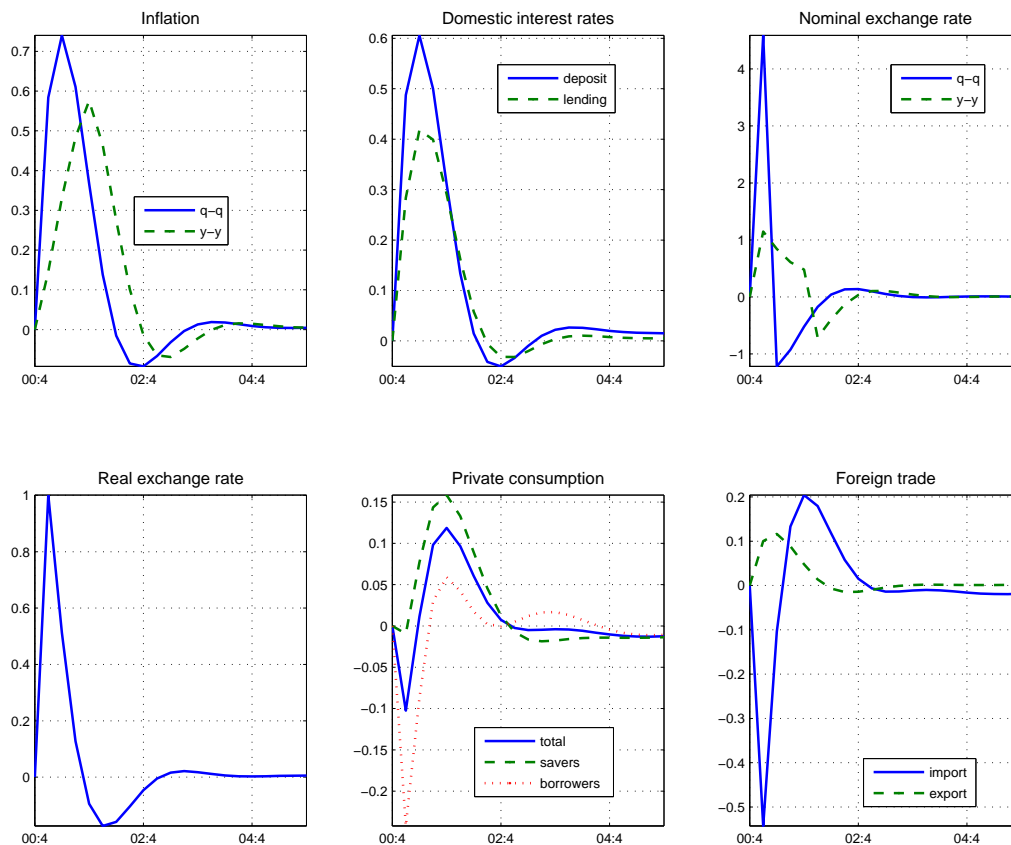 Inflation
0.7
0.6
0.5
0.4
0.3
0.2
0.1
0
q−q
y−y
00:4 02:4 04:4
Domestic interest rates
0.6
0.5
0.4
0.3
0.2
0.1
0
deposit
lending
00:4 02:4 04:4
Nominal exchange rate
4
3
2
1
0
−1
q−q
y−y
00:4 02:4 04:4
Real exchange rate
1
0.8
0.6
0.4
0.2
0
00:4 02:4 04:4
Private consumption
0.15
0.1
0.05
0
−0.05
−0.1
−0.15
−0.2
total
savers
borrowers
00:4 02:4 04:4
Foreign trade
0.2
0.1
0
−0.1
−0.2
−0.3
−0.4
−0.5
import
export
00:4 02:4 04:4